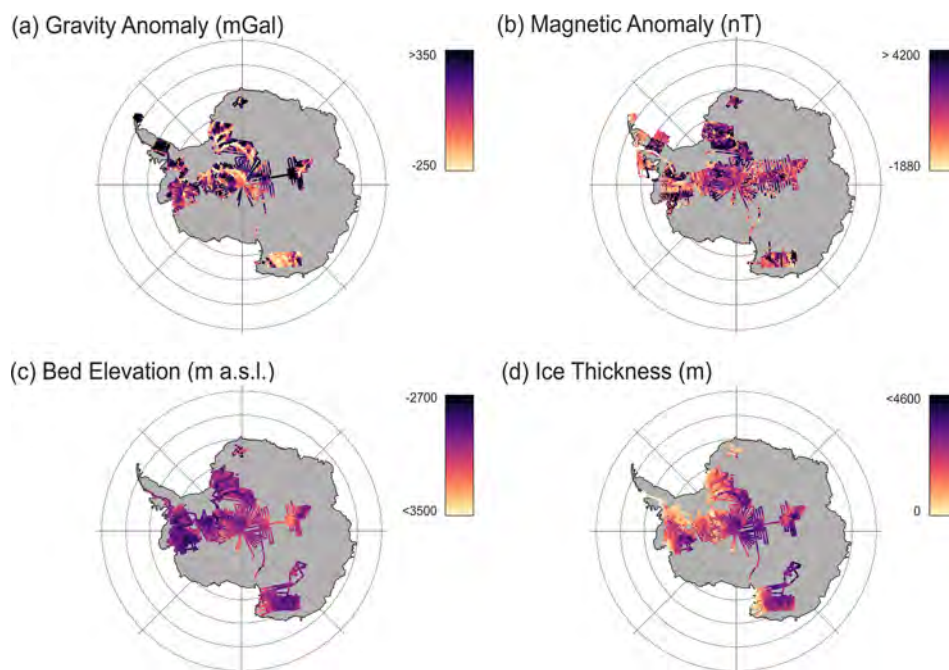 (a) Gravity Anomaly (mGal)
>350
-250
(b) Magnetic Anomaly (nT)
> 4200
-1880
(c) Bed Elevation (m a.s.l.)
-2700
<3500
(d) Ice Thickness (m)
<4600
0